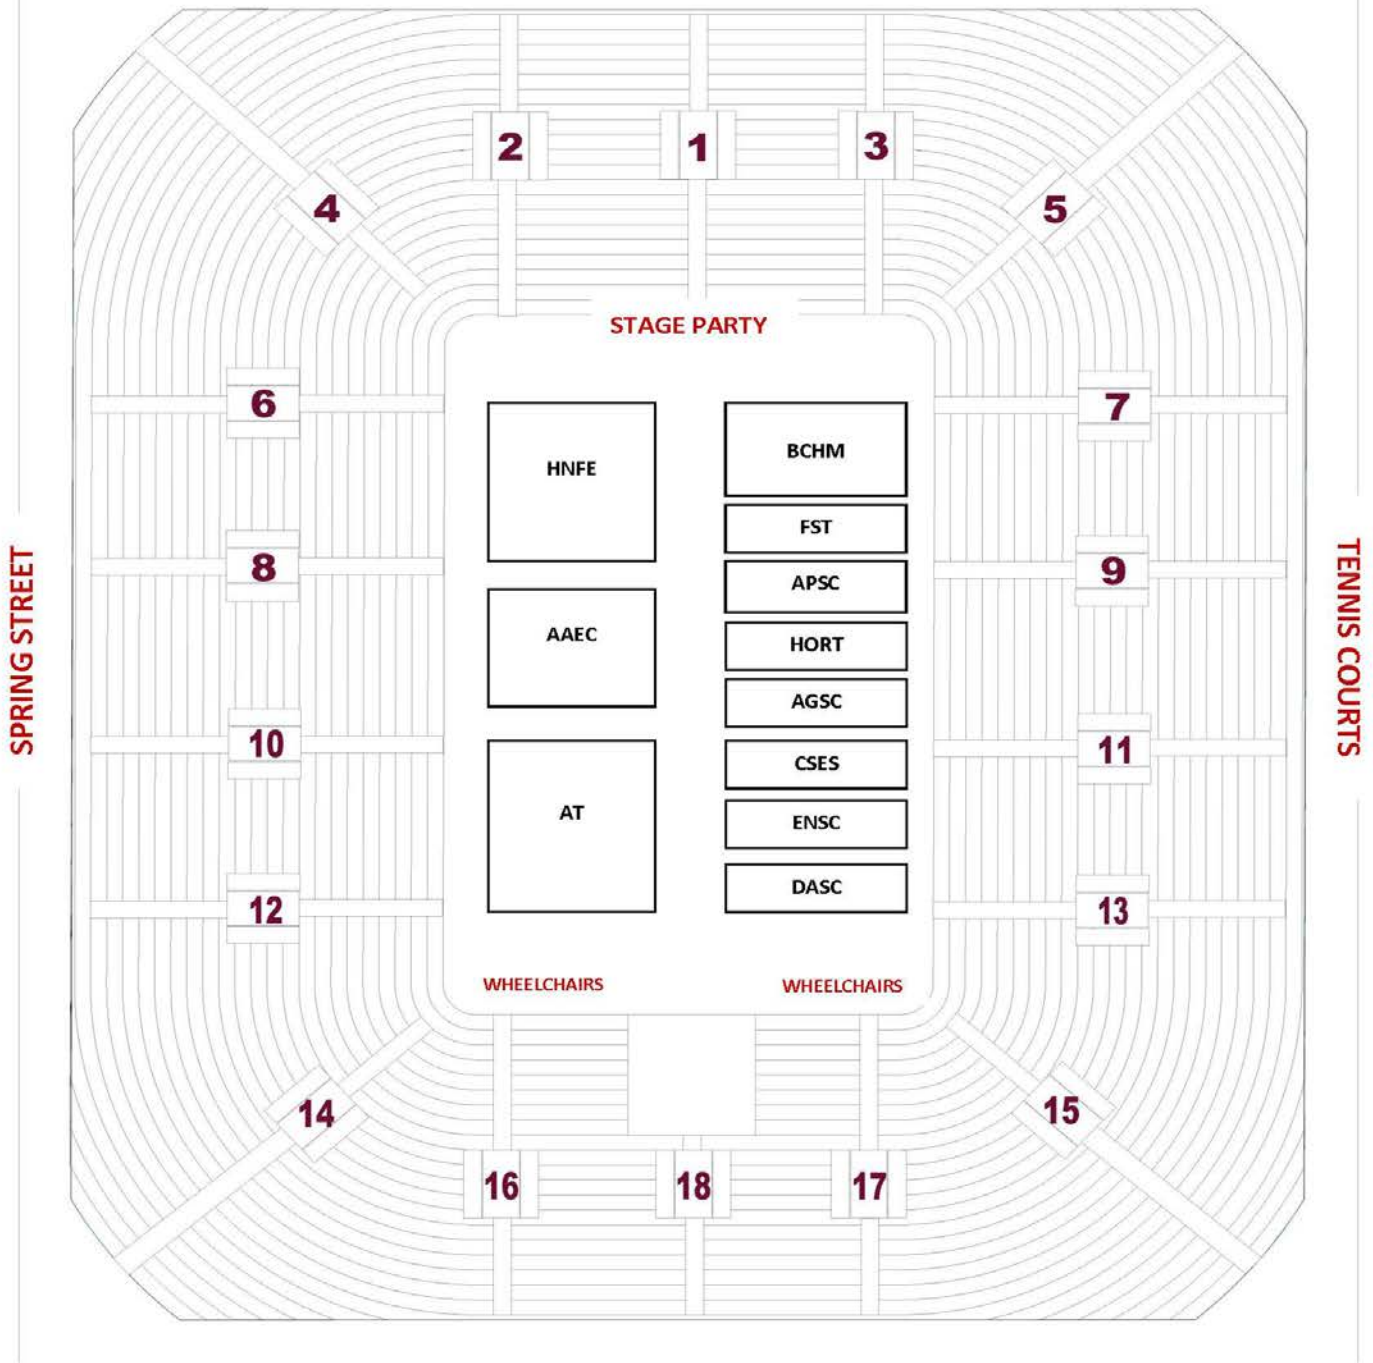 2
1
3
4
5
STAGE PARTY
6
7
HNFE
BCHM
FST
8
9
APSC
AAEC
HORT
SPRING STREET
TENNIS COURTS
AGSC
10
11
CSES
AT
ENSC
DASC
12
13
WHEELCHAIRS
WHEELCHAIRS
14
15
16
18
17